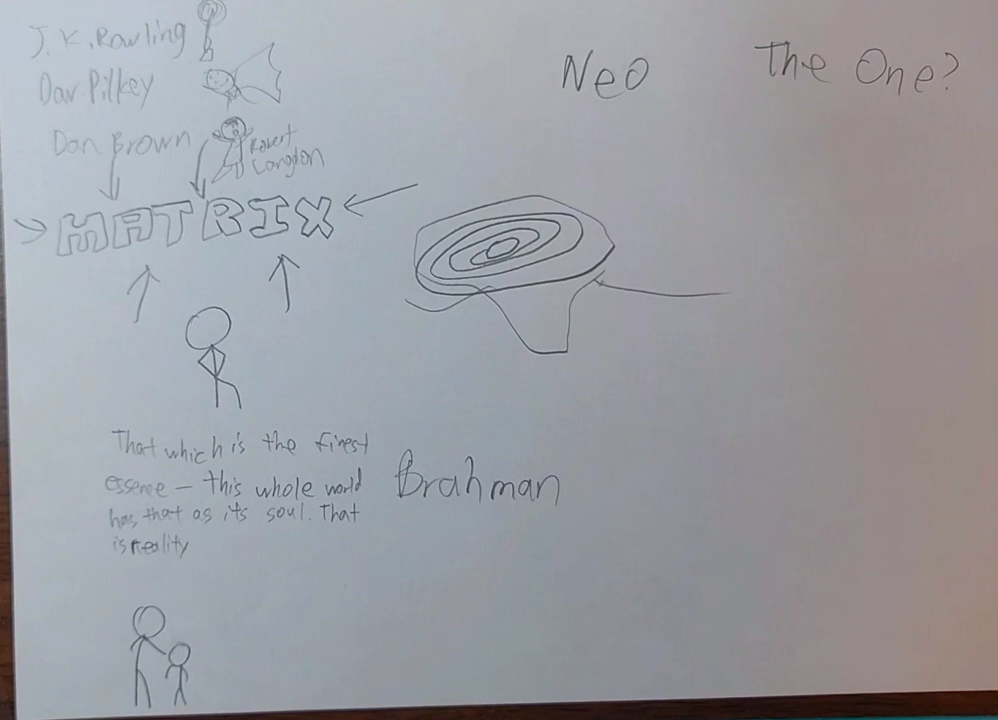 J.K. Rowling
Dav Pilkey
Dan Brown
Robert
Langdon
MATRIX
Neo
The One?
That which is the finest
essence – this whole world
has that as its soul. That
is reality
Brahman